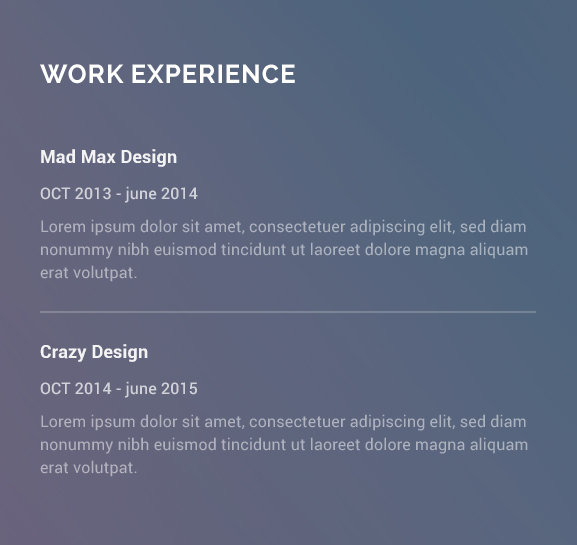 WORK EXPERIENCE
Mad Max Design
OCT 2013 - june 2014
Lorem ipsum dolor sit amet, consectetuer adipiscing elit, sed diam
nonummy nibh euismod tincidunt ut laoreet dolore magna aliquam
erat volutpat.
Crazy Design
OCT 2014 - june 2015
Lorem ipsum dolor sit amet, consectetuer adipiscing elit, sed diam
nonummy nibh euismod tincidunt ut laoreet dolore magna aliquam
erat volutpat.